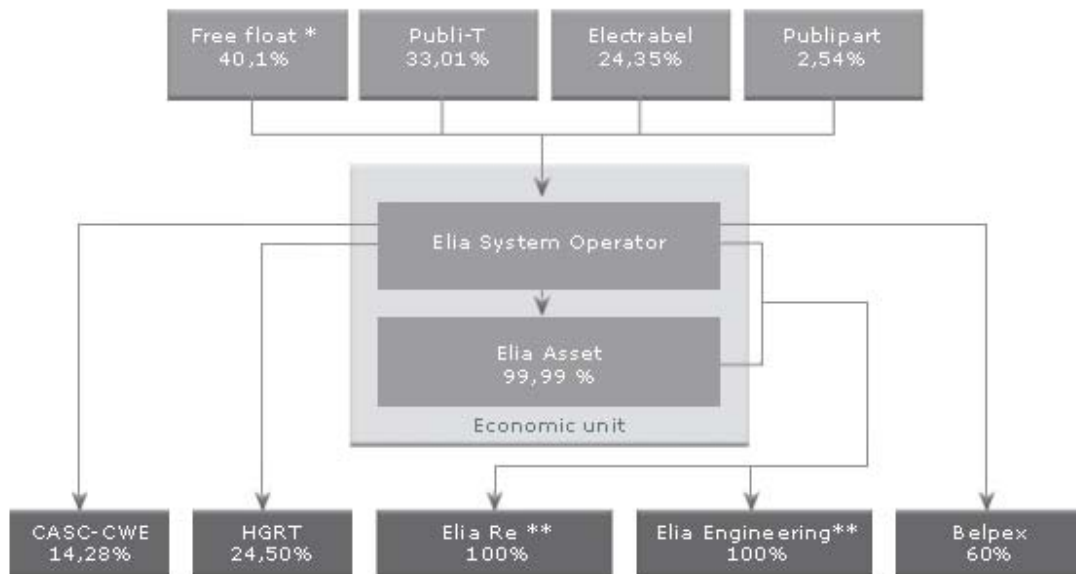 Free float *
40,1%
Publi-T
33,01%
Electrabel
24,35%
Publipart
2,54%
Elia System Operator
Elia Asset
99,99 %
Economic unit
CASC-CWE
14,28%
HGRT
24,50%
Elia Re **
100%
Elia Engineering**
100%
Belpex
60%